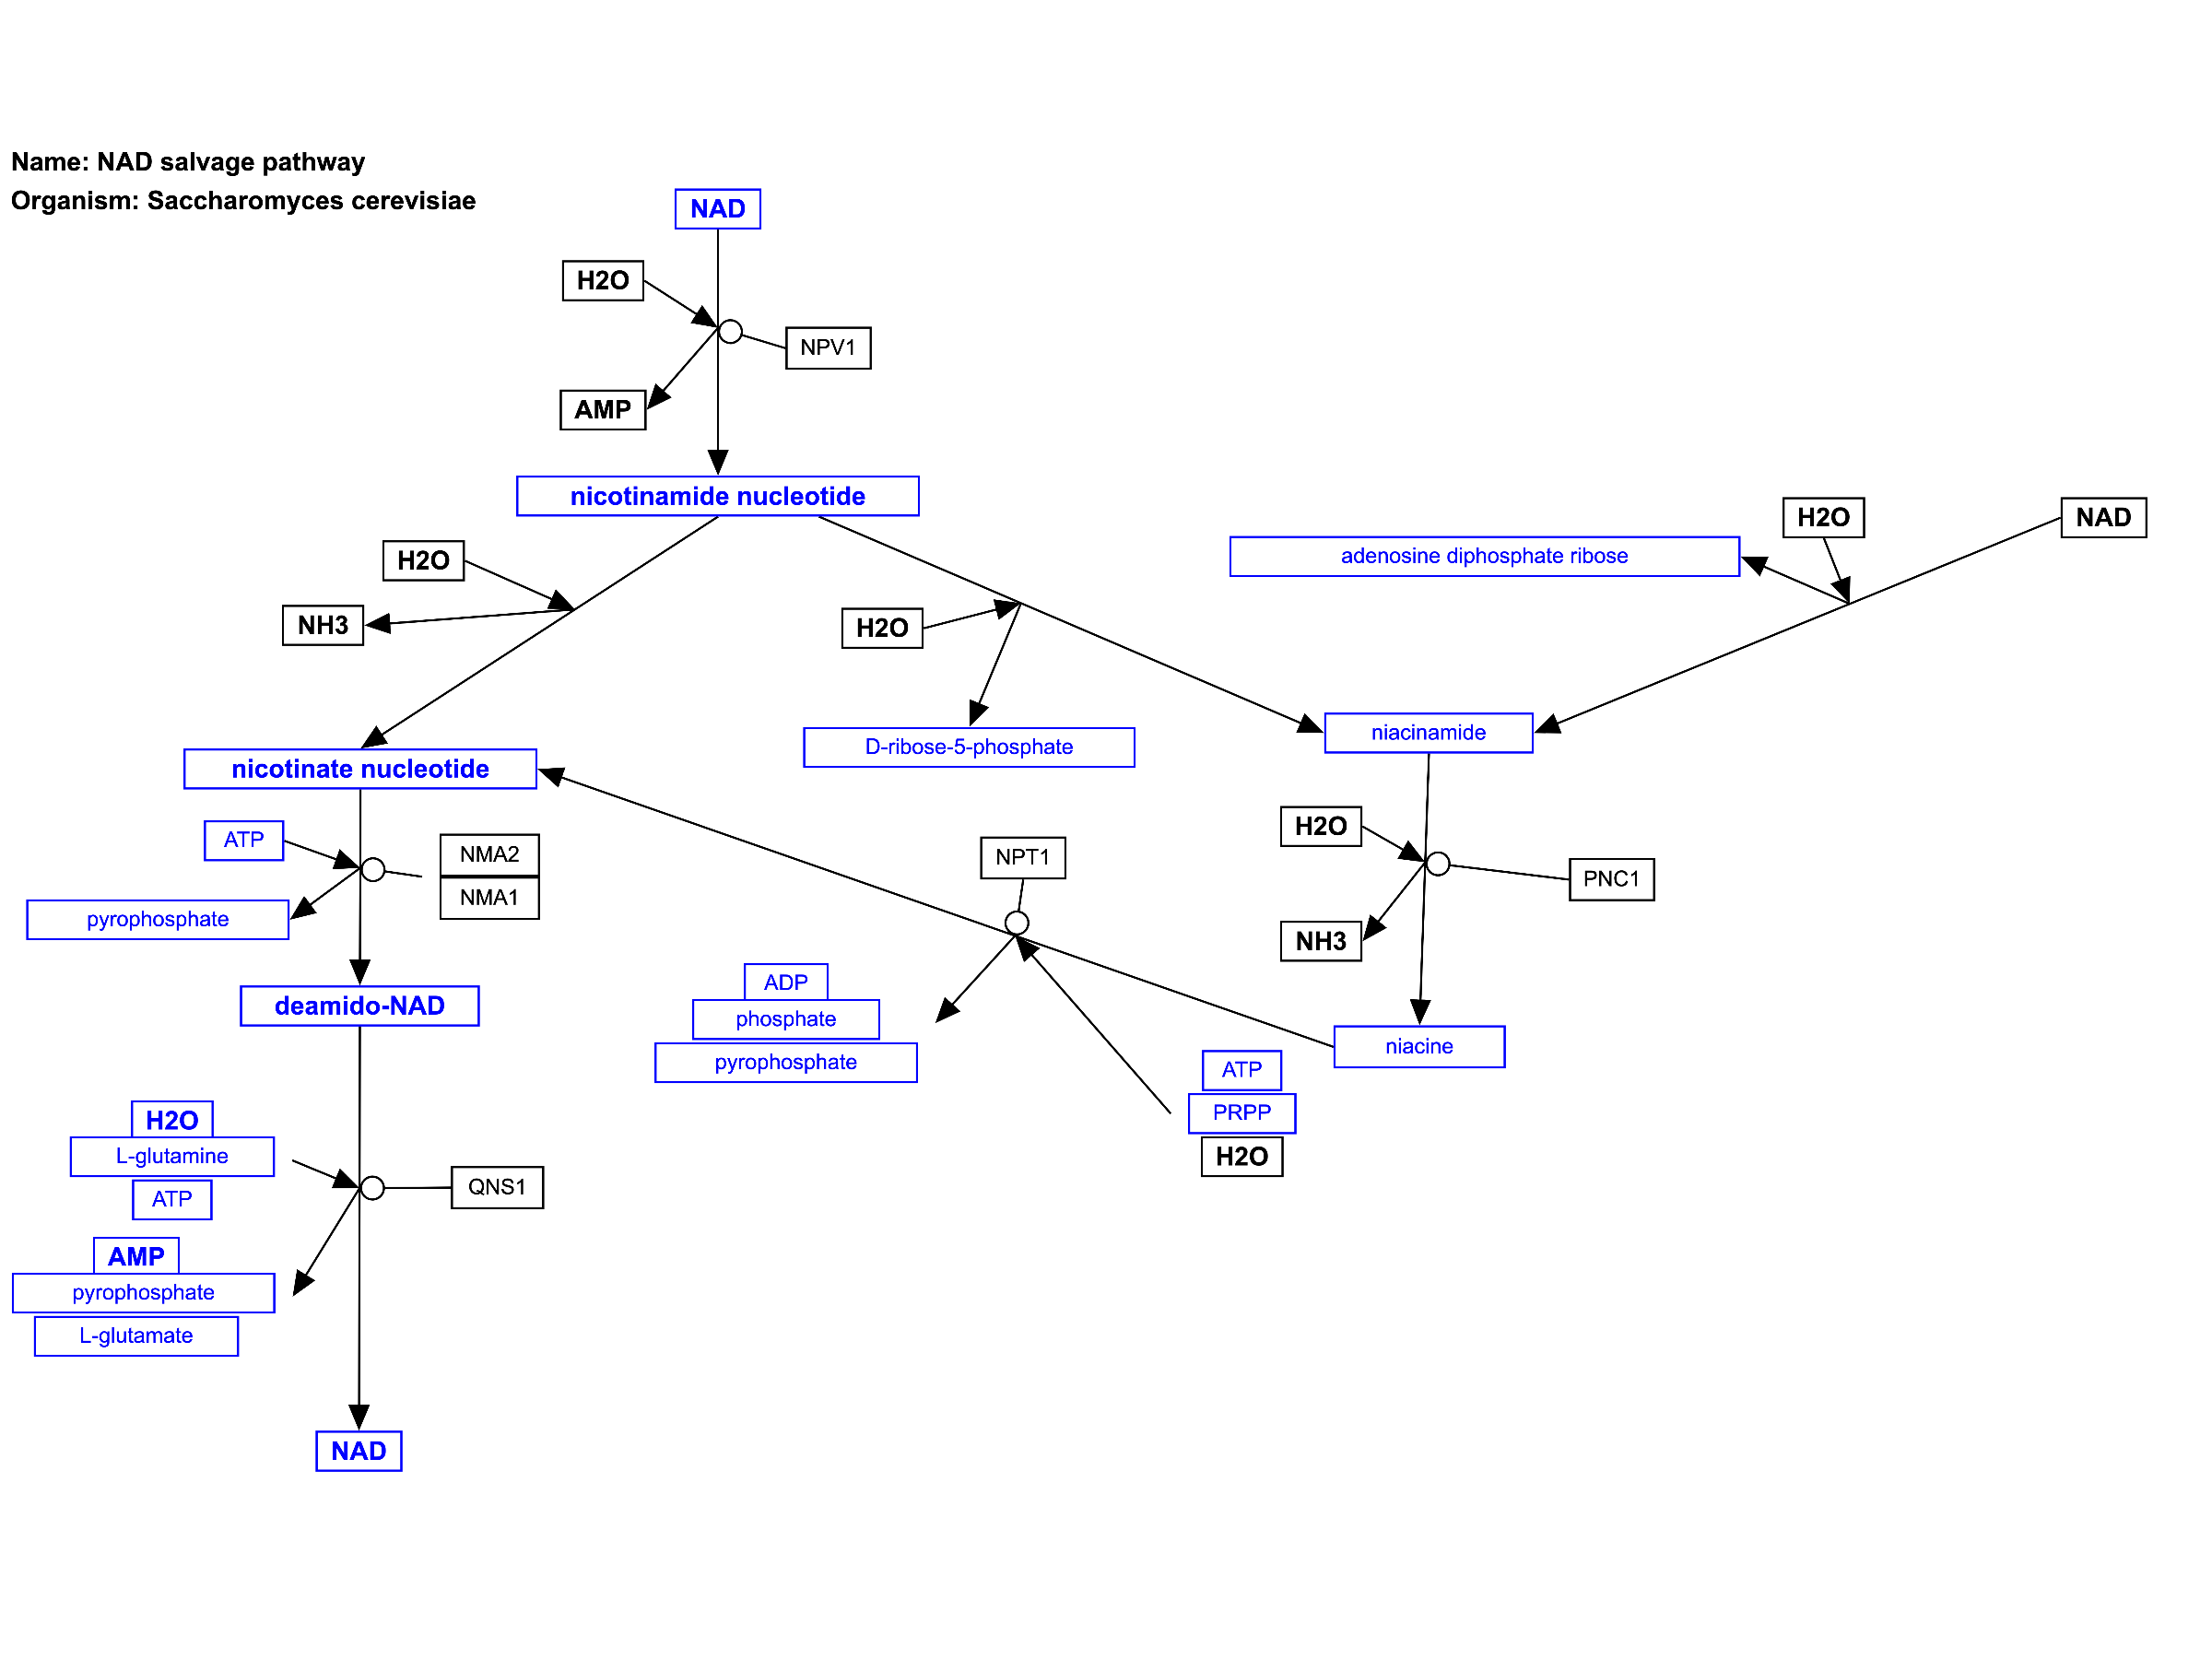 Name: NAD salvage pathway
Organism: Saccharomyces cerevisiae
NAD
H2O
NPV1
AMP
nicotinamide nucleotide
H2O
NAD
adenosine diphosphate ribose
H2O
NH3
H2O
niacinamide
D-ribose-5-phosphate
nicotinate nucleotide
H2O
ATP
NMA2
NPT1
PNC1
NMA1
pyrophosphate
NH3
ADP
deamido-NAD
phosphate
niacine
pyrophosphate
ATP
PRPP
H2O
H2O
L-glutamine
ATP
QNS1
AMP
pyrophosphate
L-glutamate
NAD